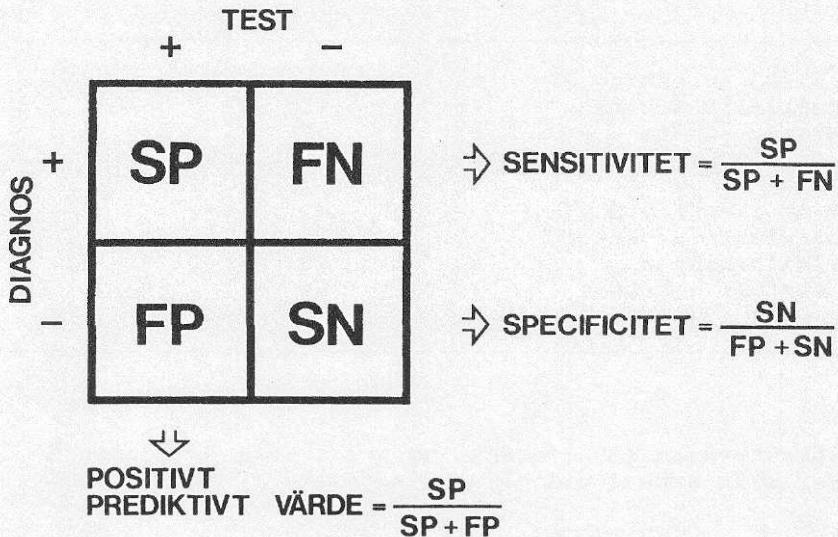 TEST
+ −
DIAGNOS
+ SP FN ⇨ SENSITIVITET = SP / SP + FN
− FP SN ⇨ SPECIFICITET = SN / FP + SN
POSITIVT
PREDIKTIVT VÄRDE = SP / SP + FP